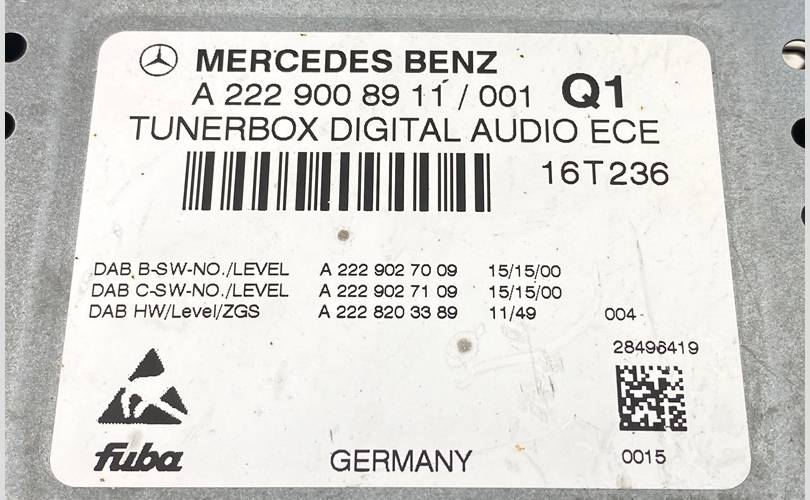 MERCEDES BENZ
A 222 900 89 11 / 001 Q1
TUNERBOX DIGITAL AUDIO ECE
16T236
DAB B-SW-NO./LEVEL A 222 902 70 09 15/15/00
DAB C-SW-NO./LEVEL A 222 902 71 09 15/15/00
DAB HW/Level/ZGS A 222 820 33 89 11/49 004
28496419
fuba GERMANY 0015